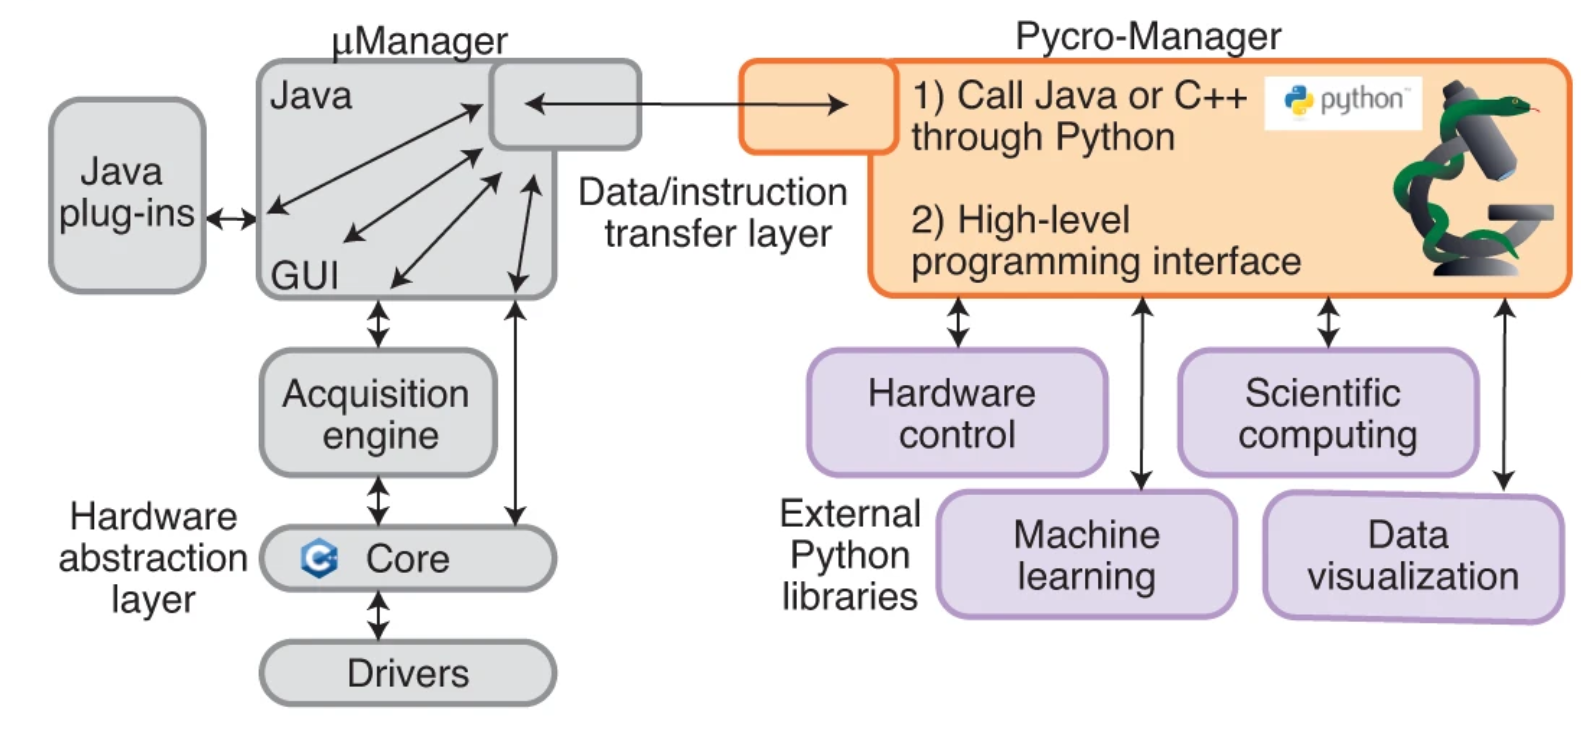 µManager
Java
GUI
Java
plug-ins
Data/instruction
transfer layer
Acquisition
engine
Hardware
abstraction
layer
Core
Drivers
Pycro-Manager
1) Call Java or C++
through Python
python™
2) High-level
programming interface
Hardware
control
Scientific
computing
External
Python
libraries
Machine
learning
Data
visualization